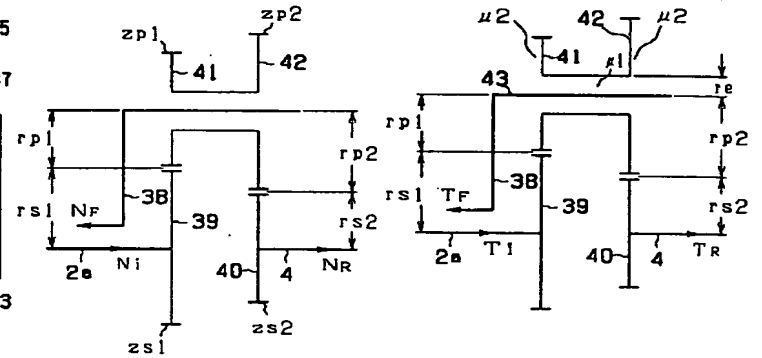 5
7
3
zp1
zp2
41
42
rp1
rp2
rs1
rs2
NF
38
39
2a
Ni
40
4
NR
zs1
zs2
μ2
42
μ2
41
μ1
43
re
rp1
rp2
rs1
rs2
TF
38
39
2a
Ti
40
4
TR